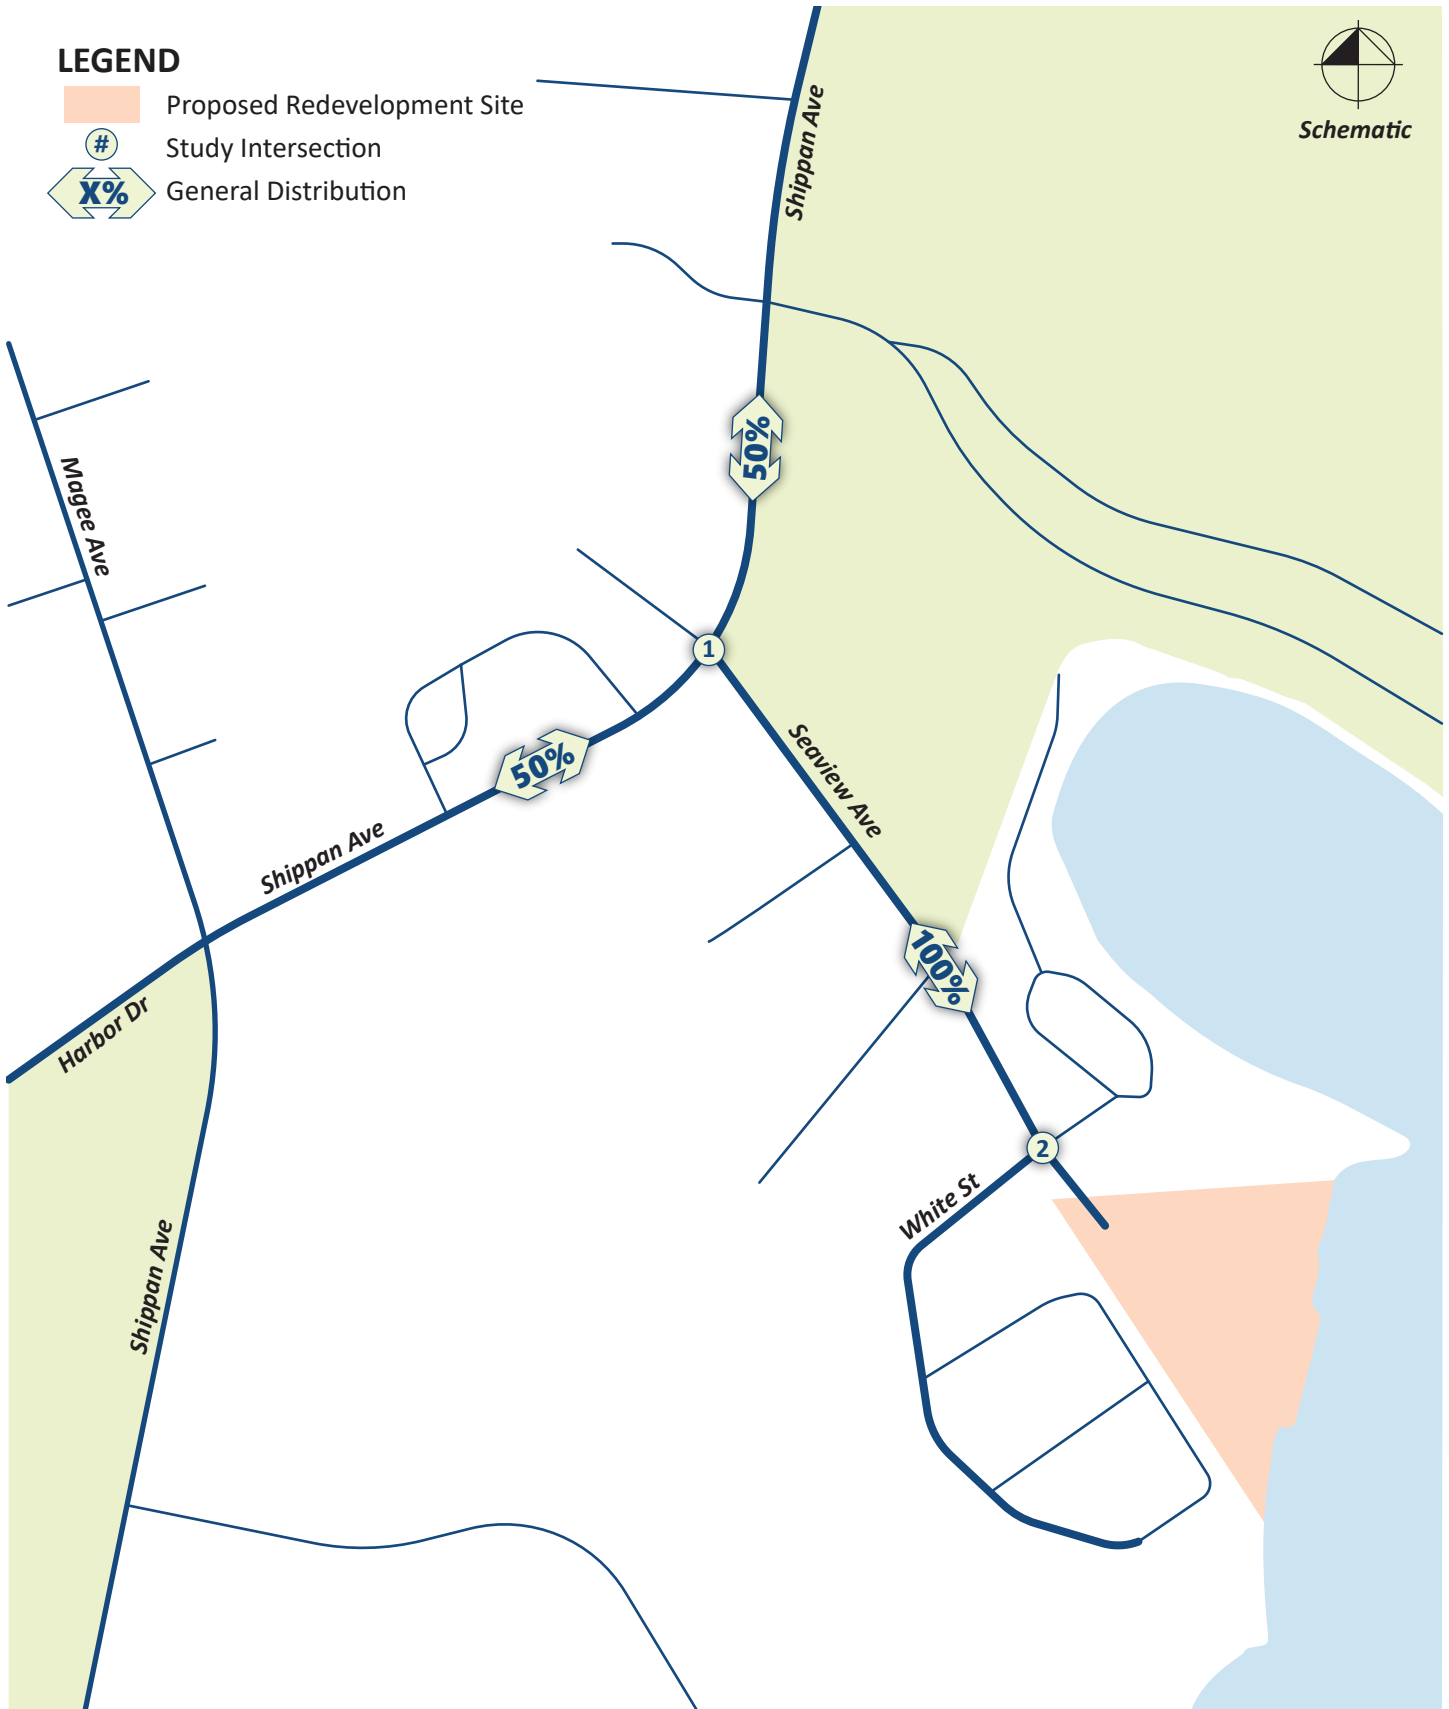 LEGEND
Proposed Redevelopment Site
#
Study Intersection
X%
General Distribution
Schematic
Shippan Ave
50%
Magee Ave
1
50%
Seaview Ave
Shippan Ave
100%
Harbor Dr
2
White St
Shippan Ave